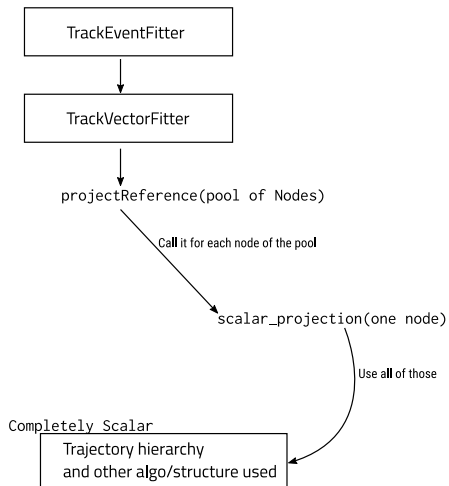 TrackEventFitter
TrackVectorFitter
projectReference(pool of Nodes)
Call it for each node of the pool
scalar_projection(one node)
Use all of those
Completely Scalar
Trajectory hierarchy
and other algo/structure used